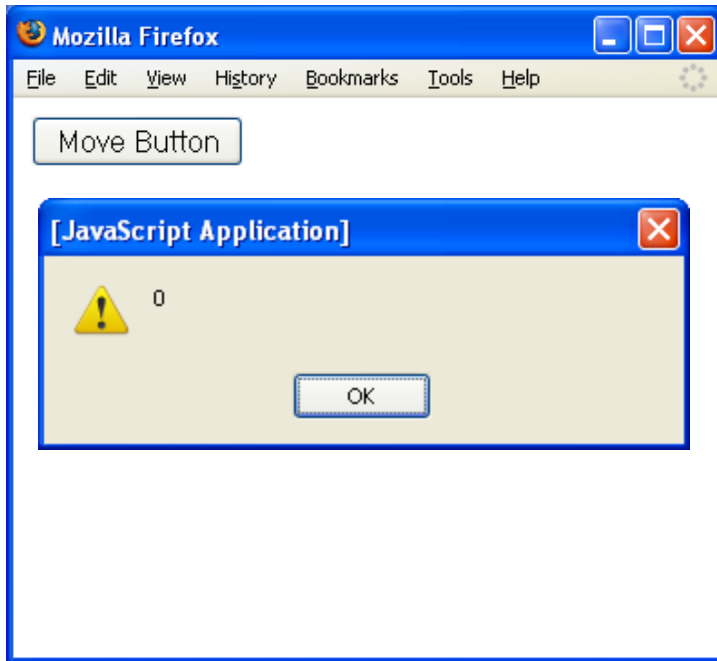 Mozilla Firefox
File Edit View History Bookmarks Tools Help
Move Button
[JavaScript Application]
0
OK